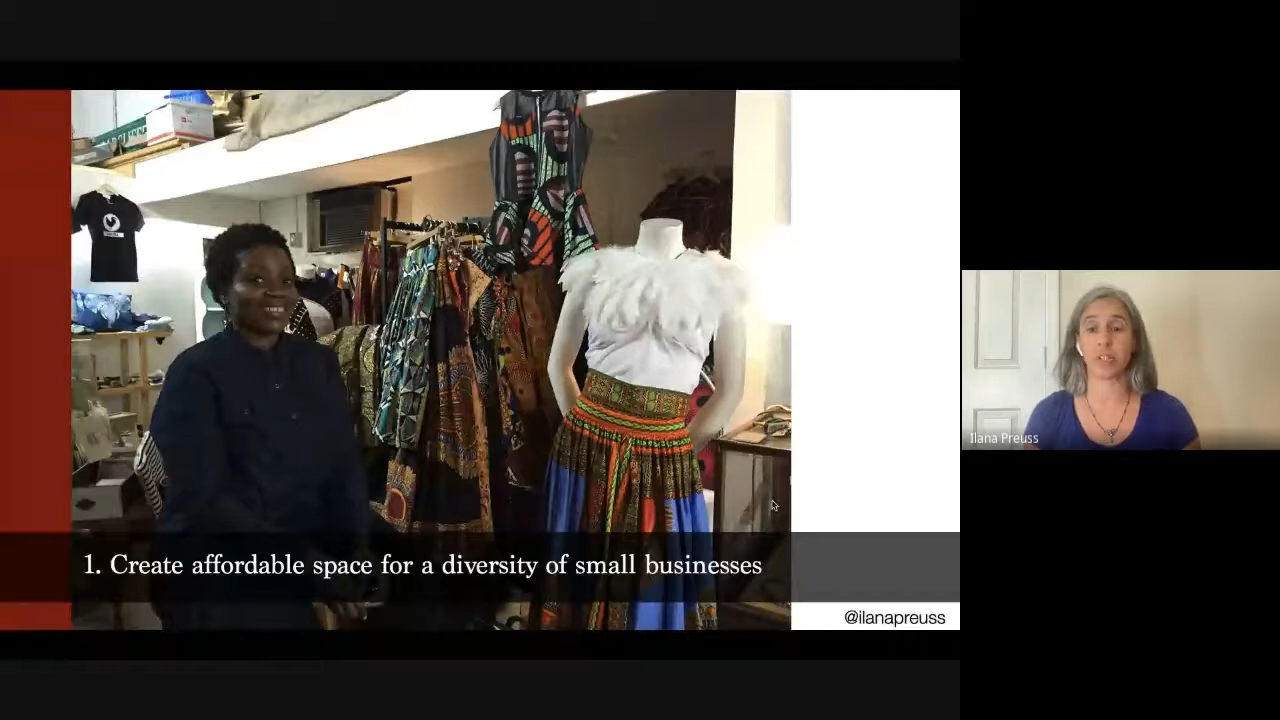 1. Create affordable space for a diversity of small businesses
@ilanapreuss
Ilana Preuss